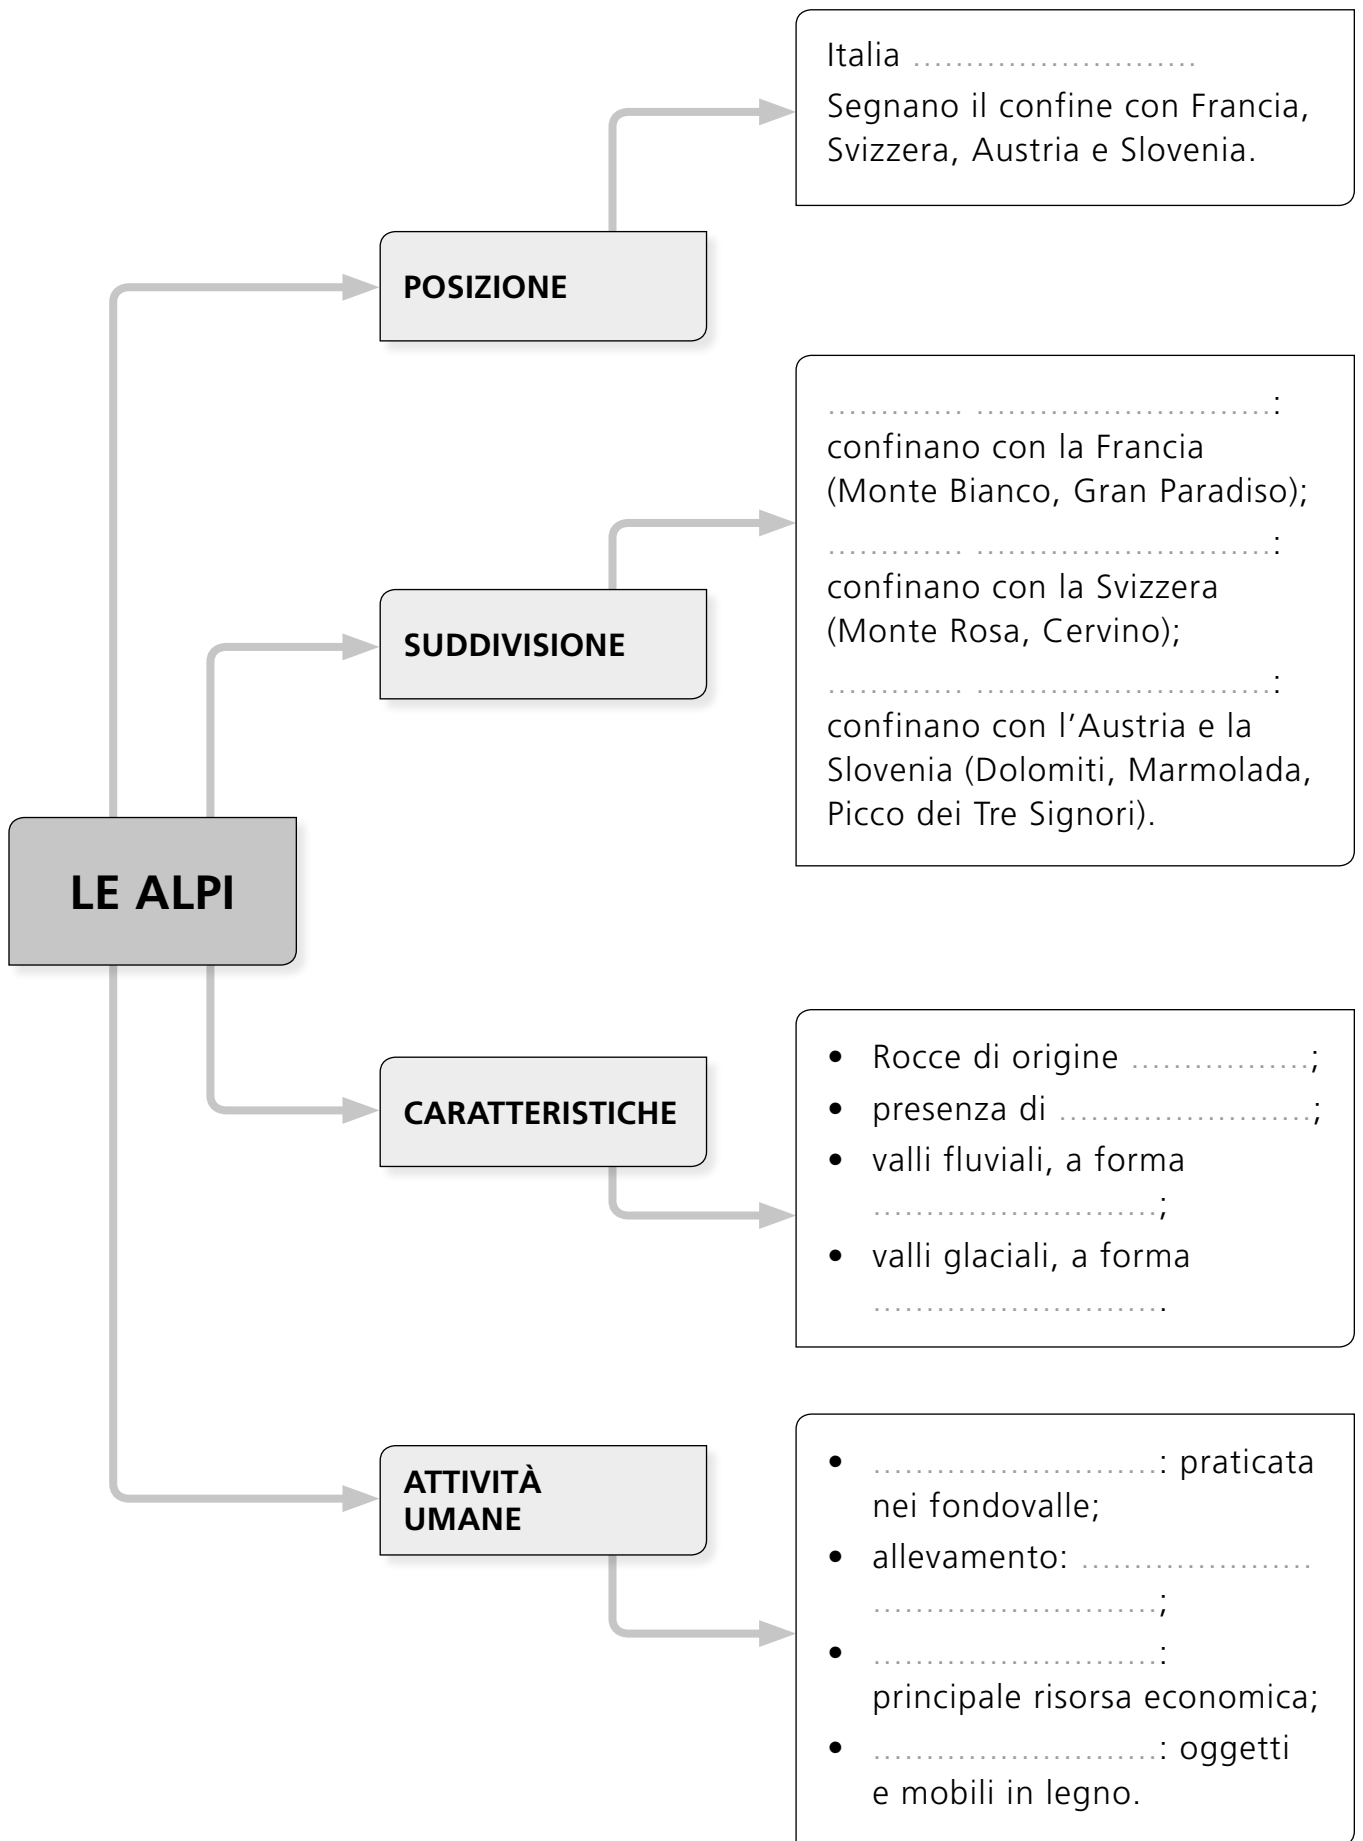 Italia ...........................
Segnano il confine con Francia,
Svizzera, Austria e Slovenia.
POSIZIONE
............. ............................:
confinano con la Francia
(Monte Bianco, Gran Paradiso);
............. ............................:
confinano con la Svizzera
(Monte Rosa, Cervino);
............. ............................:
confinano con l'Austria e la
Slovenia (Dolomiti, Marmolada,
Picco dei Tre Signori).
SUDDIVISIONE
LE ALPI
CARATTERISTICHE
• Rocce di origine .................;
• presenza di ........................;
• valli fluviali, a forma
...........................;
• valli glaciali, a forma
............................
ATTIVITÀ
UMANE
• ...........................: praticata
nei fondovalle;
• allevamento: ......................
...........................;
• ...........................:
principale risorsa economica;
• ...........................: oggetti
e mobili in legno.